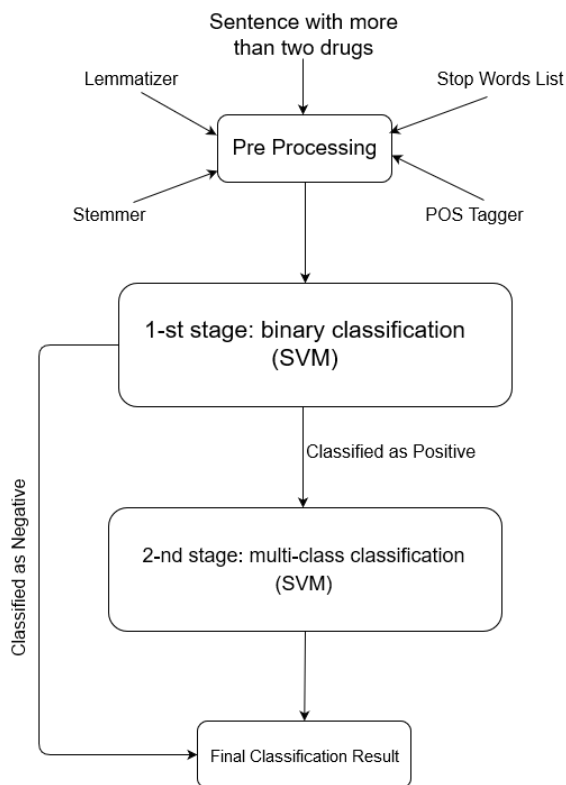 Sentence with more
than two drugs
Lemmatizer
Stop Words List
Pre Processing
Stemmer
POS Tagger
1-st stage: binary classification
(SVM)
Classified as Positive
Classified as Negative
2-nd stage: multi-class classification
(SVM)
Final Classification Result